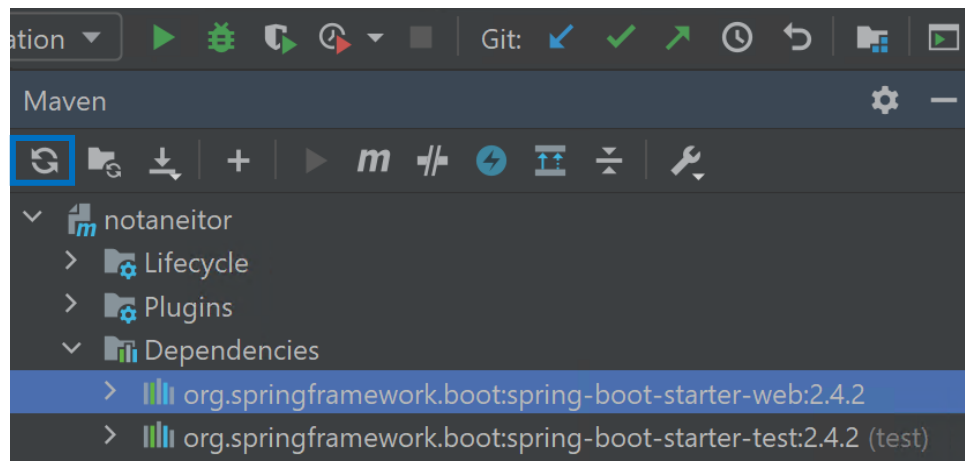 ation Git:
Maven
notaneitor
Lifecycle
Plugins
Dependencies
org.springframework.boot:spring-boot-starter-web:2.4.2
org.springframework.boot:spring-boot-starter-test:2.4.2 (test)